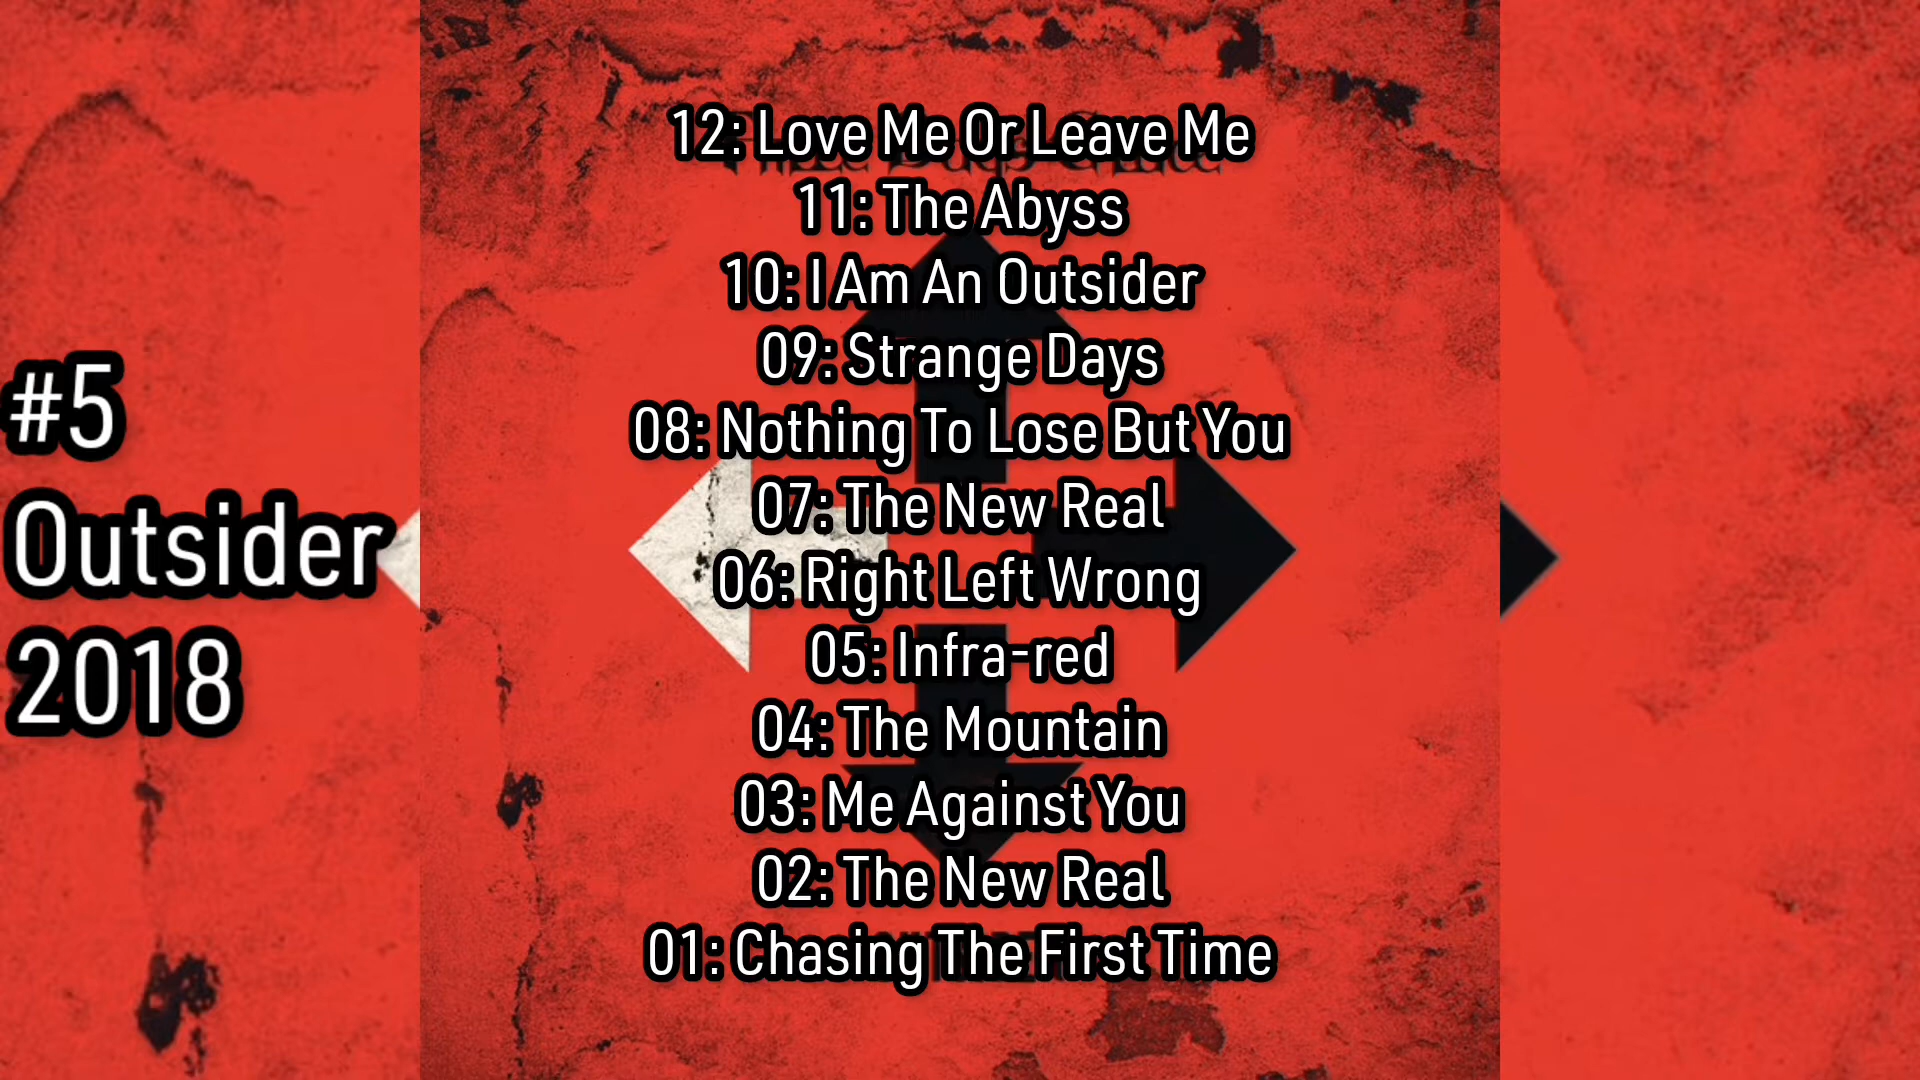 #5
Outsider
2018
12: Love Me Or Leave Me
11: The Abyss
10: I Am An Outsider
09: Strange Days
08: Nothing To Lose But You
07: The New Real
06: Right Left Wrong
05: Infra-red
04: The Mountain
03: Me Against You
02: The New Real
01: Chasing The First Time